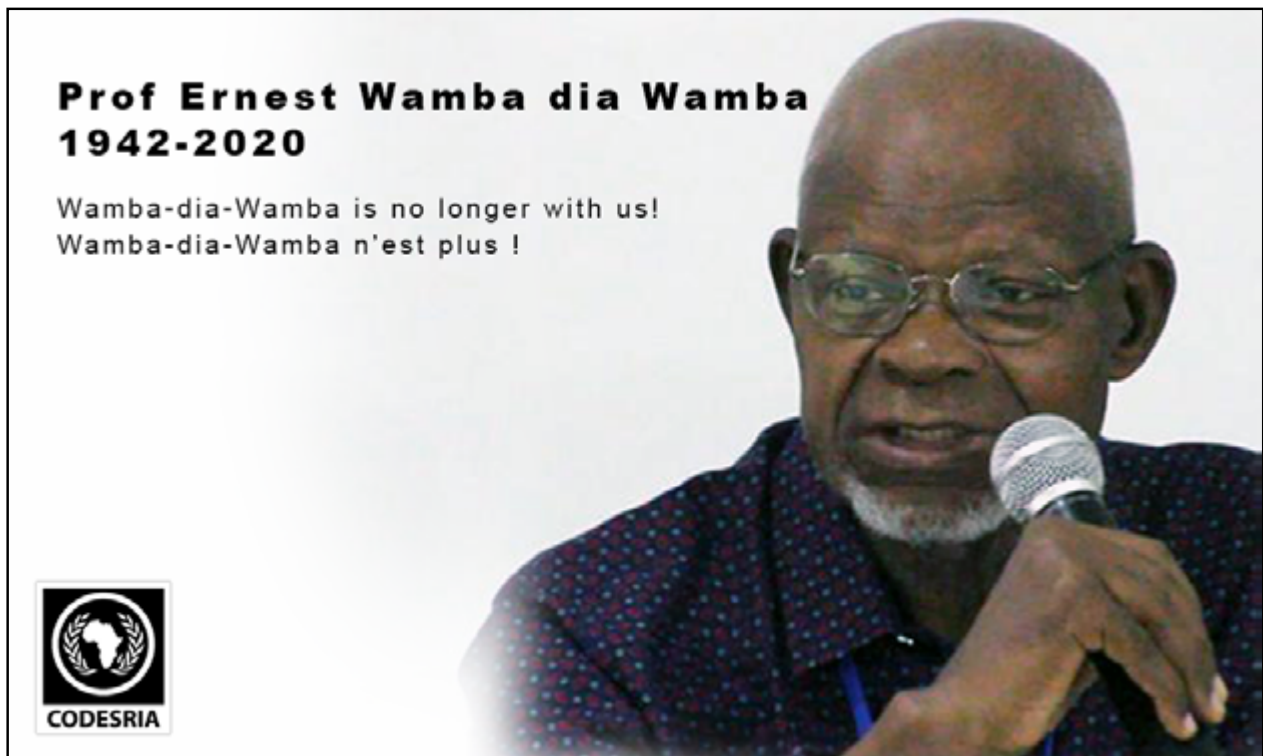 Prof Ernest Wamba dia Wamba
1942-2020
Wamba-dia-Wamba is no longer with us!
Wamba-dia-Wamba n'est plus !
CODESRIA